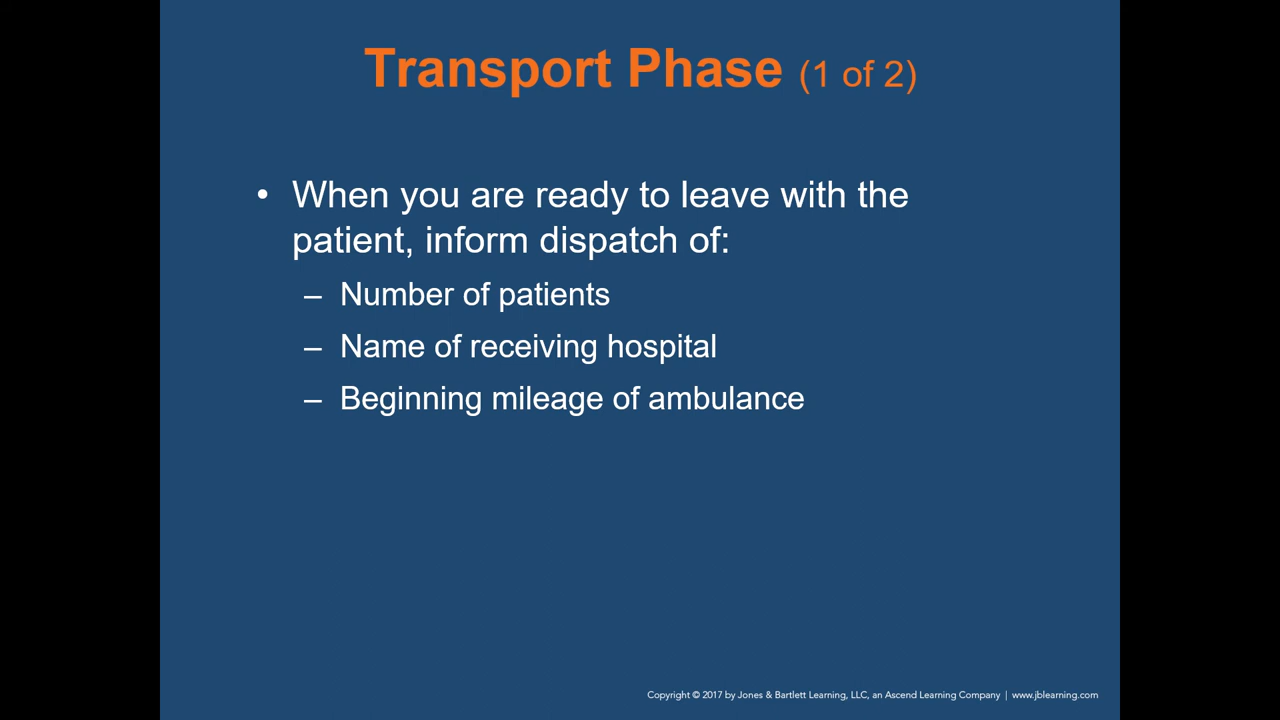 Transport Phase (1 of 2)
• When you are ready to leave with the
patient, inform dispatch of:
– Number of patients
– Name of receiving hospital
– Beginning mileage of ambulance
Copyright © 2017 by Jones & Bartlett Learning, LLC, an Ascend Learning Company | www.jblearning.com